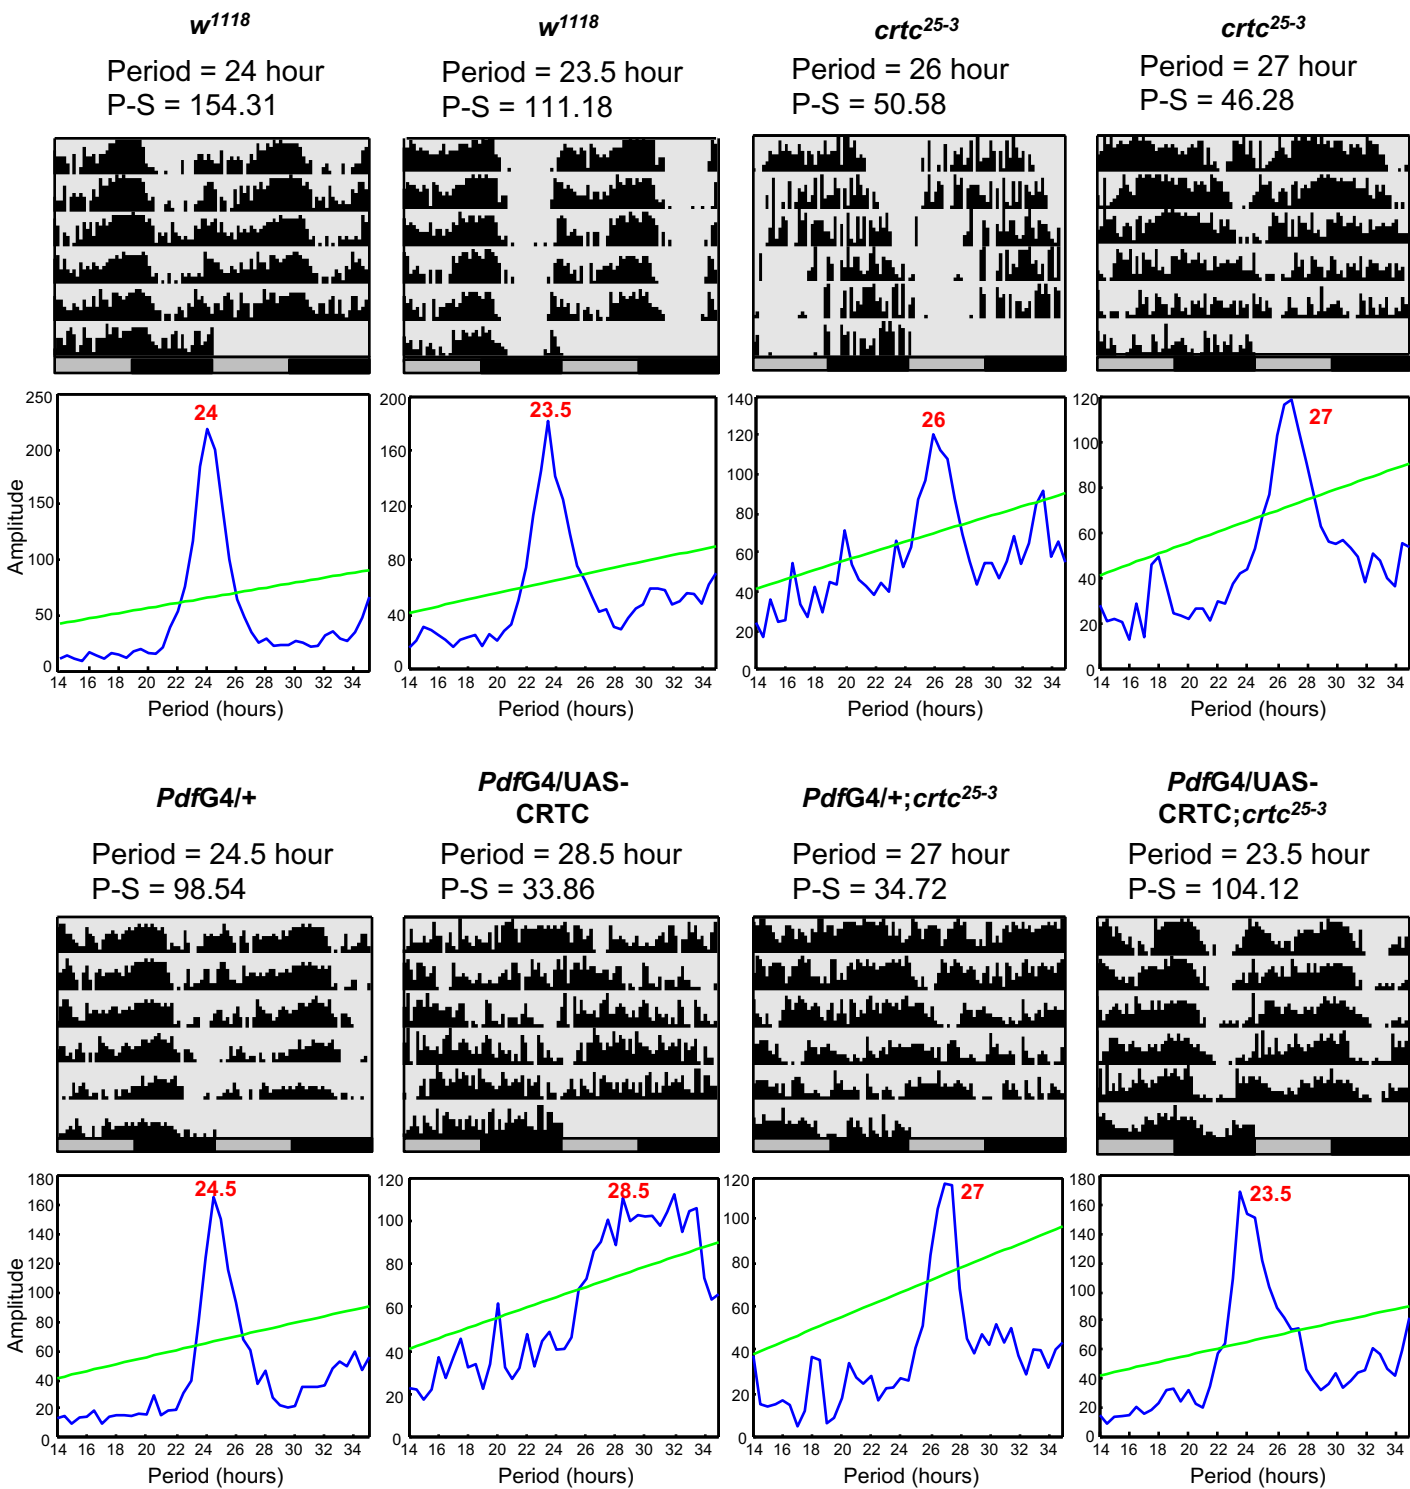 w1118
w1118
crtc25-3
crtc25-3
Period = 24 hour
P-S = 154.31
Period = 23.5 hour
P-S = 111.18
Period = 26 hour
P-S = 50.58
Period = 27 hour
P-S = 46.28
Amplitude
250
200
150
100
50
0
24
14 16 18 20 22 24 26 28 30 32 34
Period (hours)
200
160
120
80
40
0
23.5
14 16 18 20 22 24 26 28 30 32 34
Period (hours)
140
120
100
80
60
40
20
0
26
14 16 18 20 22 24 26 28 30 32 34
Period (hours)
120
100
80
60
40
20
0
27
14 16 18 20 22 24 26 28 30 32 34
Period (hours)
PdfG4/+
Period = 24.5 hour
P-S = 98.54
PdfG4/UAS-
CRTC
Period = 28.5 hour
P-S = 33.86
PdfG4/+;crtc25-3
Period = 27 hour
P-S = 34.72
PdfG4/UAS-
CRTC;crtc25-3
Period = 23.5 hour
P-S = 104.12
Amplitude
180
160
140
120
100
80
60
40
20
0
24.5
14 16 18 20 22 24 26 28 30 32 34
Period (hours)
120
100
80
60
40
20
0
28.5
14 16 18 20 22 24 26 28 30 32 34
Period (hours)
120
100
80
60
40
20
0
27
14 16 18 20 22 24 26 28 30 32 34
Period (hours)
180
160
140
120
100
80
60
40
20
0
23.5
14 16 18 20 22 24 26 28 30 32 34
Period (hours)